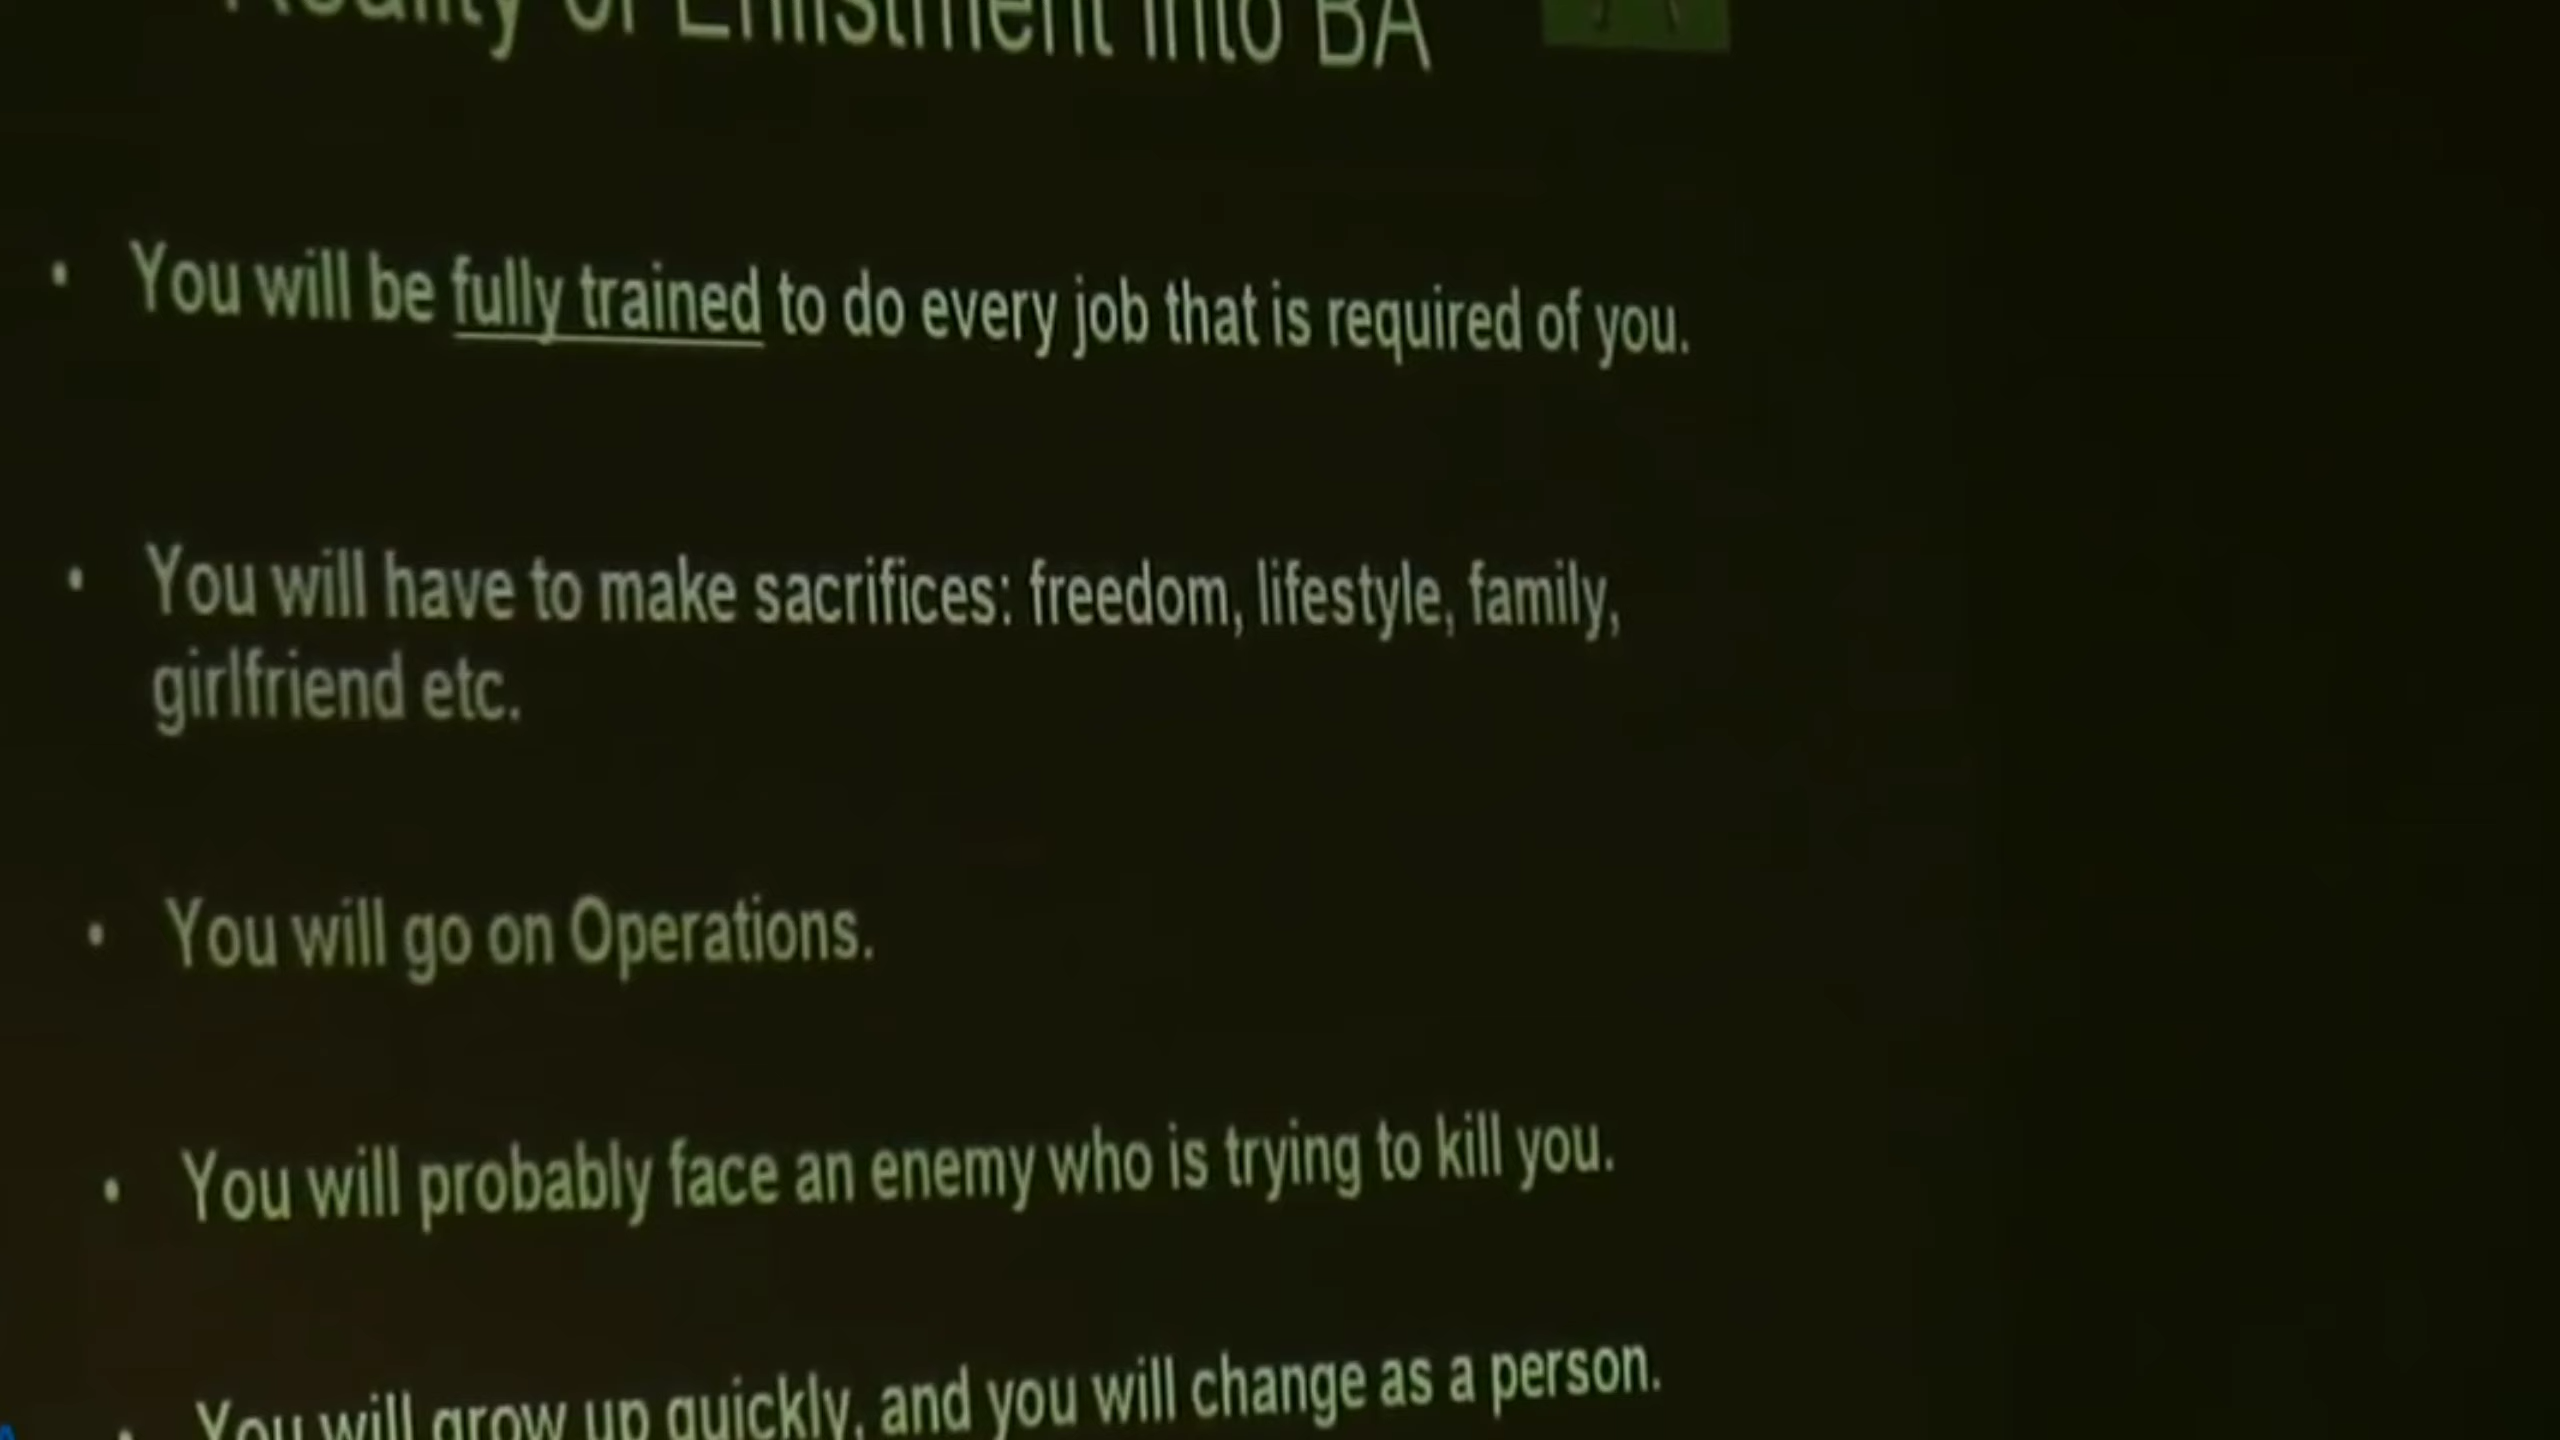 Reality of Enlistment into BA
• You will be fully trained to do every job that is required of you.
• You will have to make sacrifices: freedom, lifestyle, family,
girlfriend etc.
• You will go on Operations.
• You will probably face an enemy who is trying to kill you.
• You will grow up quickly, and you will change as a person.